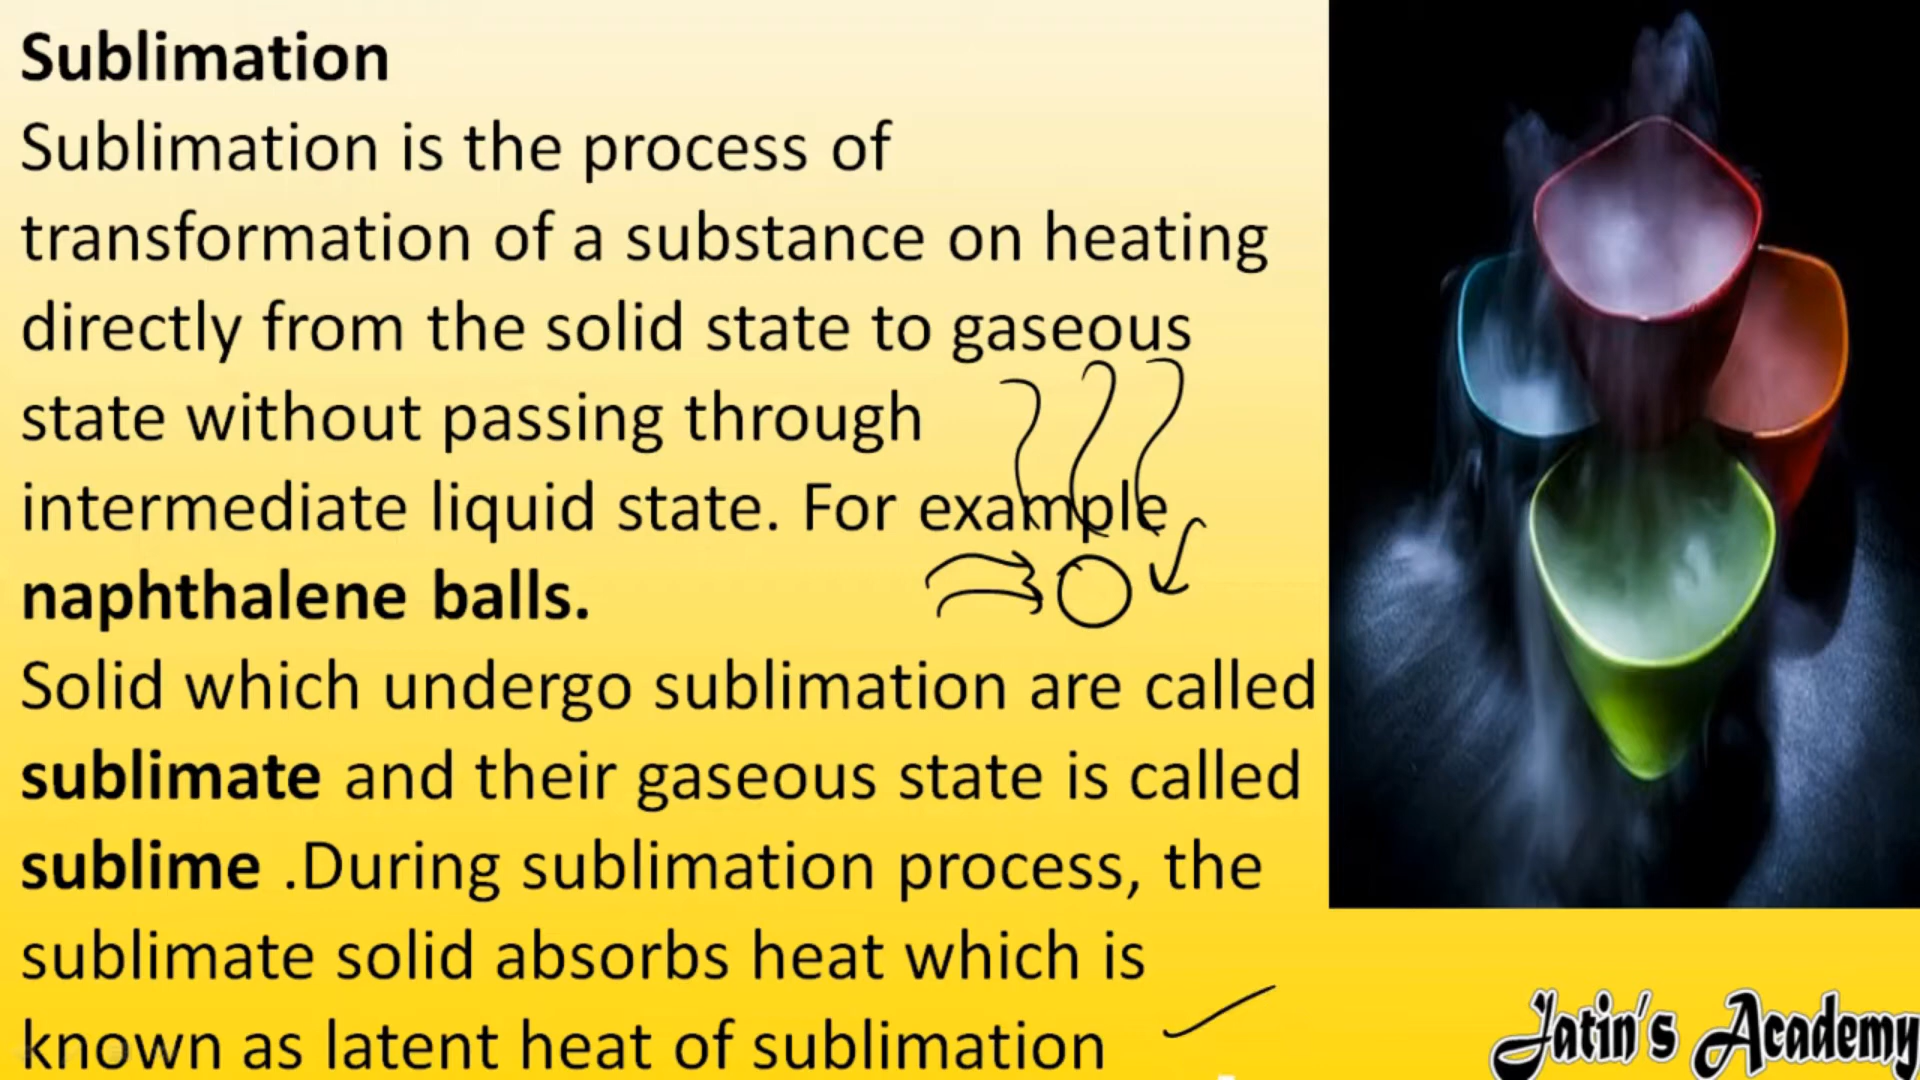 Sublimation
Sublimation is the process of
transformation of a substance on heating
directly from the solid state to gaseous
state without passing through
intermediate liquid state. For example
naphthalene balls.
Solid which undergo sublimation are called
sublimate and their gaseous state is called
sublime .During sublimation process, the
sublimate solid absorbs heat which is
known as latent heat of sublimation
Jatin's Academy